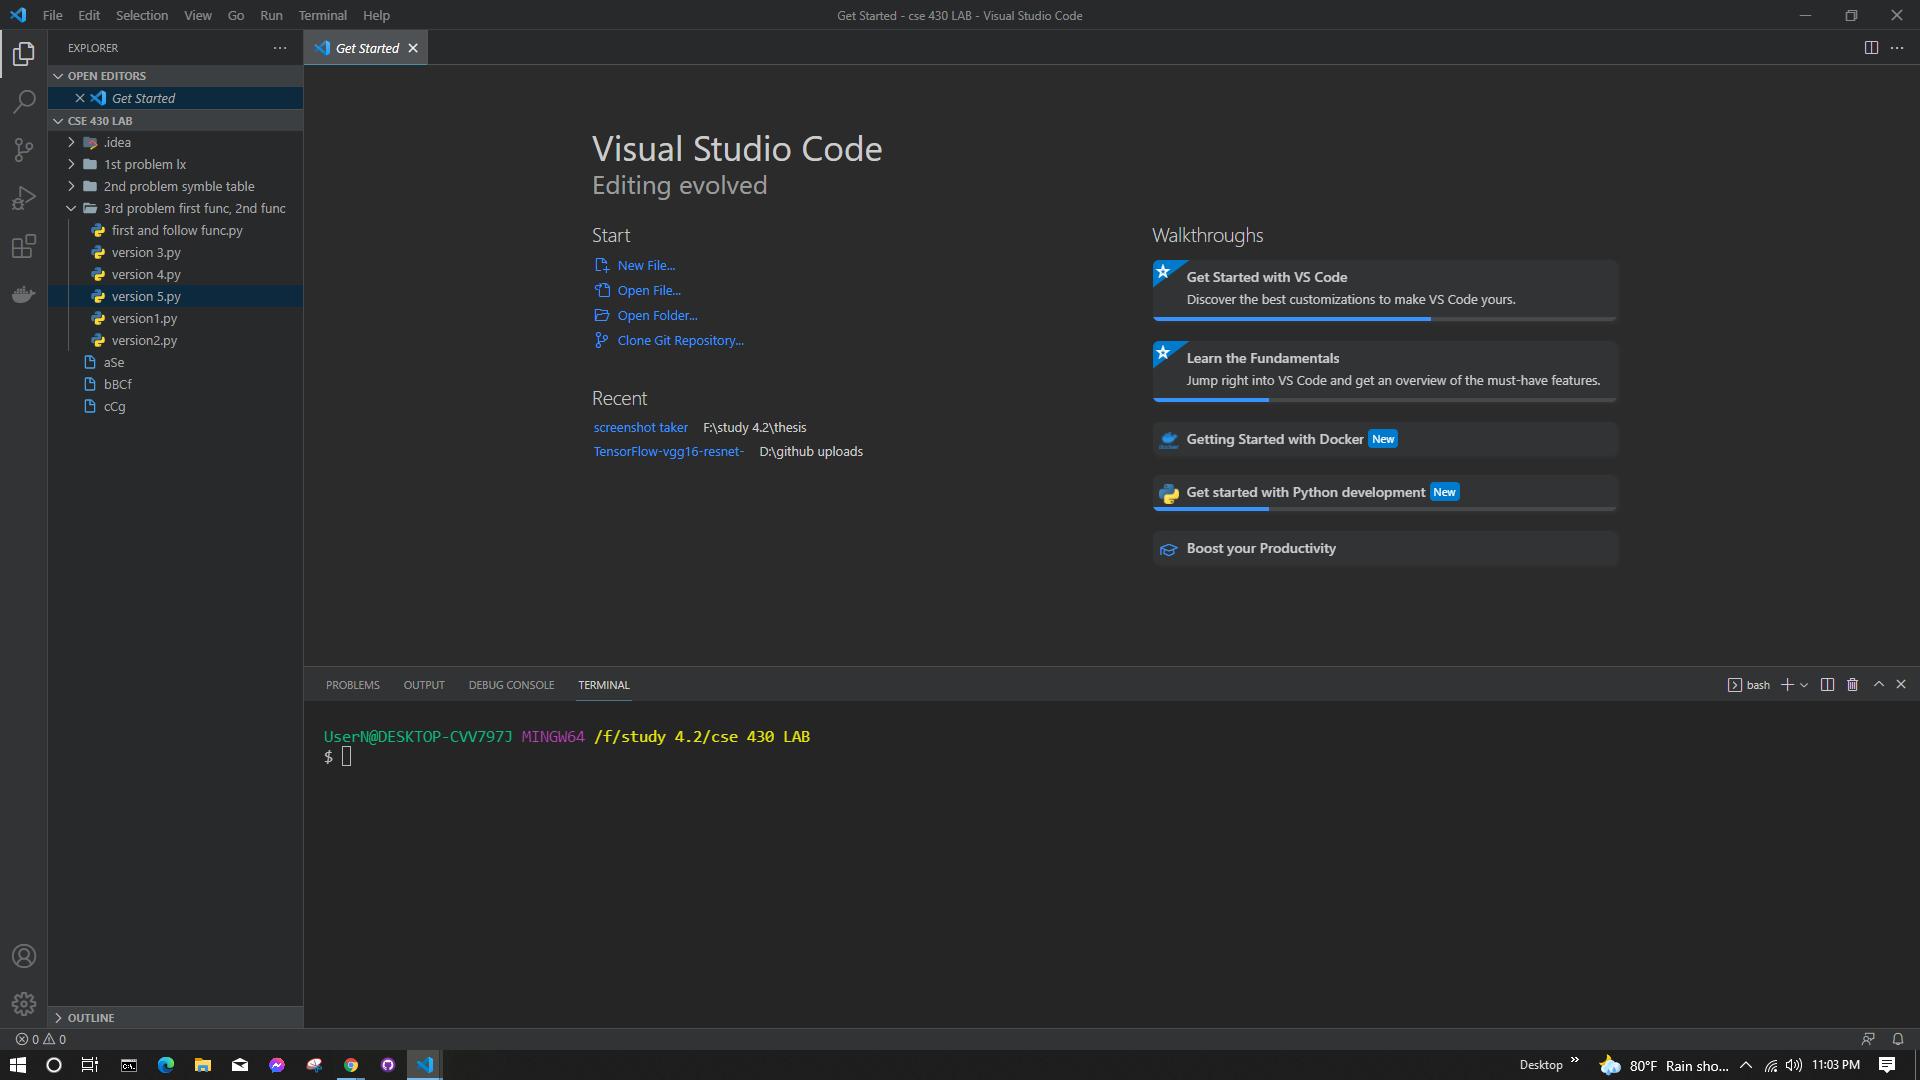 File Edit Selection View Go Run Terminal Help
Get Started - cse 430 LAB - Visual Studio Code
EXPLORER
Get Started
OPEN EDITORS
Get Started
CSE 430 LAB
.idea
1st problem lx
2nd problem symble table
3rd problem first func, 2nd func
first and follow func.py
version 3.py
version 4.py
version 5.py
version1.py
version2.py
aSe
bBCf
cCg
OUTLINE
Visual Studio Code
Editing evolved
Start
New File...
Open File...
Open Folder...
Clone Git Repository...
Recent
screenshot taker F:\study 4.2\thesis
TensorFlow-vgg16-resnet- D:\github uploads
Walkthroughs
Get Started with VS Code
Discover the best customizations to make VS Code yours.
Learn the Fundamentals
Jump right into VS Code and get an overview of the must-have features.
Getting Started with Docker New
Get started with Python development New
Boost your Productivity
PROBLEMS OUTPUT DEBUG CONSOLE TERMINAL
bash
UserN@DESKTOP-CVV797J MINGW64 /f/study 4.2/cse 430 LAB
$
0 0
Desktop » 80°F Rain sho... 11:03 PM